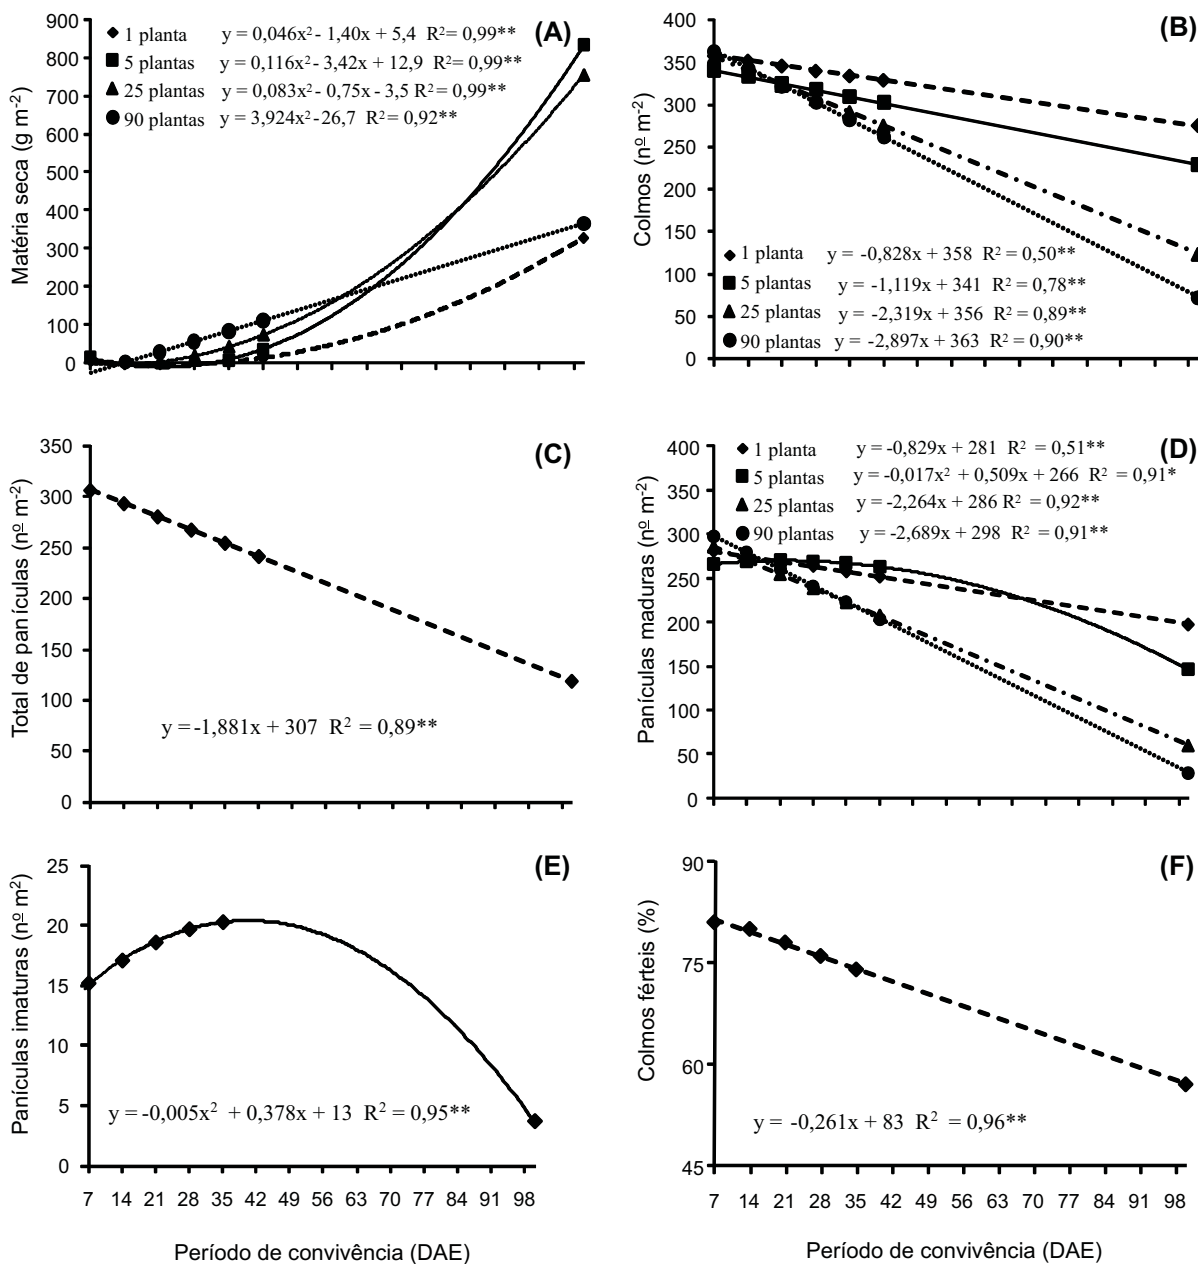 (A)
Matéria seca (g m-2)
900
800
700
600
500
400
300
200
100
0
1 planta y = 0,046x² - 1,40x + 5,4 R² = 0,99**
5 plantas y = 0,116x² - 3,42x + 12,9 R² = 0,99**
25 plantas y = 0,083x² - 0,75x - 3,5 R² = 0,99**
90 plantas y = 3,924x² - 26,7 R² = 0,92**
(B)
Colmos (nº m-2)
400
350
300
250
200
150
100
50
0
1 planta y = -0,828x + 358 R² = 0,50**
5 plantas y = -1,119x + 341 R² = 0,78**
25 plantas y = -2,319x + 356 R² = 0,89**
90 plantas y = -2,897x + 363 R² = 0,90**
(C)
Total de panículas (nº m-2)
350
300
250
200
150
100
50
0
y = -1,881x + 307 R² = 0,89**
(D)
Panículas maduras (nº m-2)
400
350
300
250
200
150
100
50
0
1 planta y = -0,829x + 281 R² = 0,51**
5 plantas y = -0,017x² + 0,509x + 266 R² = 0,91*
25 plantas y = -2,264x + 286 R² = 0,92**
90 plantas y = -2,689x + 298 R² = 0,91**
(E)
Panículas imaturas (nº m²)
25
20
15
10
5
0
y = -0,005x² + 0,378x + 13 R² = 0,95**
7 14 21 28 35 42 49 56 63 70 77 84 91 98
Período de convivência (DAE)
(F)
Colmos férteis (%)
90
75
60
45
y = -0,261x + 83 R² = 0,96**
7 14 21 28 35 42 49 56 63 70 77 84 91 98
Período de convivência (DAE)